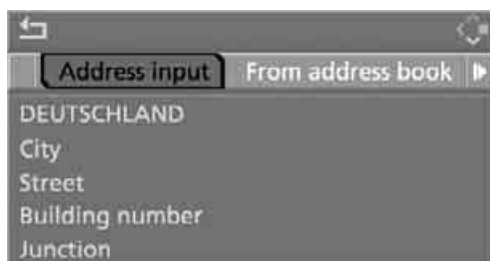 Address input From address book
DEUTSCHLAND
City
Street
Building number
Junction